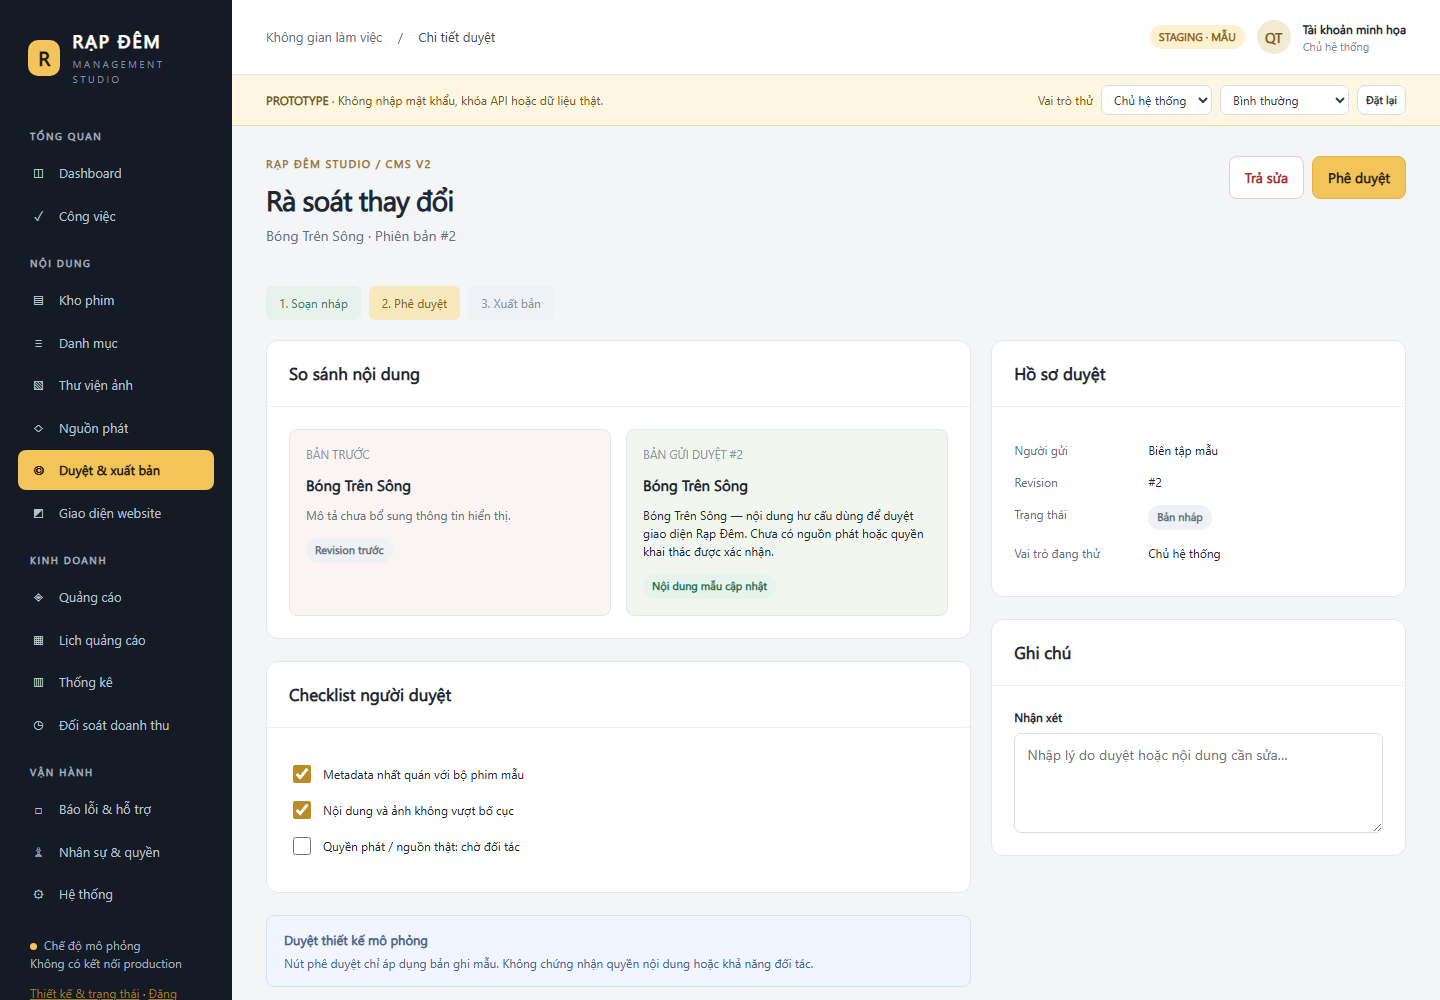 R
RẠP ĐÊM
MANAGEMENT
STUDIO
TỔNG QUAN
Dashboard
Công việc
NỘI DUNG
Kho phim
Danh mục
Thư viện ảnh
Nguồn phát
Duyệt & xuất bản
Giao diện website
KINH DOANH
Quảng cáo
Lịch quảng cáo
Thống kê
Đối soát doanh thu
VẬN HÀNH
Báo lỗi & hỗ trợ
Nhân sự & quyền
Hệ thống
Chế độ mô phỏng
Không có kết nối production
Thiết kế & trạng thái · Đăng
Không gian làm việc / Chi tiết duyệt
STAGING · MẪU
QT
Tài khoản minh họa
Chủ hệ thống
PROTOTYPE · Không nhập mật khẩu, khóa API hoặc dữ liệu thật.
Vai trò thử
Chủ hệ thống
Bình thường
Đặt lại
RẠP ĐÊM STUDIO / CMS V2
Rà soát thay đổi
Bóng Trên Sông · Phiên bản #2
Trả sửa
Phê duyệt
1. Soạn nháp
2. Phê duyệt
3. Xuất bản
So sánh nội dung
BẢN TRƯỚC
Bóng Trên Sông
Mô tả chưa bổ sung thông tin hiển thị.
Revision trước
BẢN GỬI DUYỆT #2
Bóng Trên Sông
Bóng Trên Sông — nội dung hư cấu dùng để duyệt
giao diện Rạp Đêm. Chưa có nguồn phát hoặc quyền
khai thác được xác nhận.
Nội dung mẫu cập nhật
Checklist người duyệt
Metadata nhất quán với bộ phim mẫu
Nội dung và ảnh không vượt bố cục
Quyền phát / nguồn thật: chờ đối tác
Duyệt thiết kế mô phỏng
Nút phê duyệt chỉ áp dụng bản ghi mẫu. Không chứng nhận quyền nội dung hoặc khả năng đối tác.
Hồ sơ duyệt
Người gửi Biên tập mẫu
Revision #2
Trạng thái Bản nháp
Vai trò đang thử Chủ hệ thống
Ghi chú
Nhận xét
Nhập lý do duyệt hoặc nội dung cần sửa...